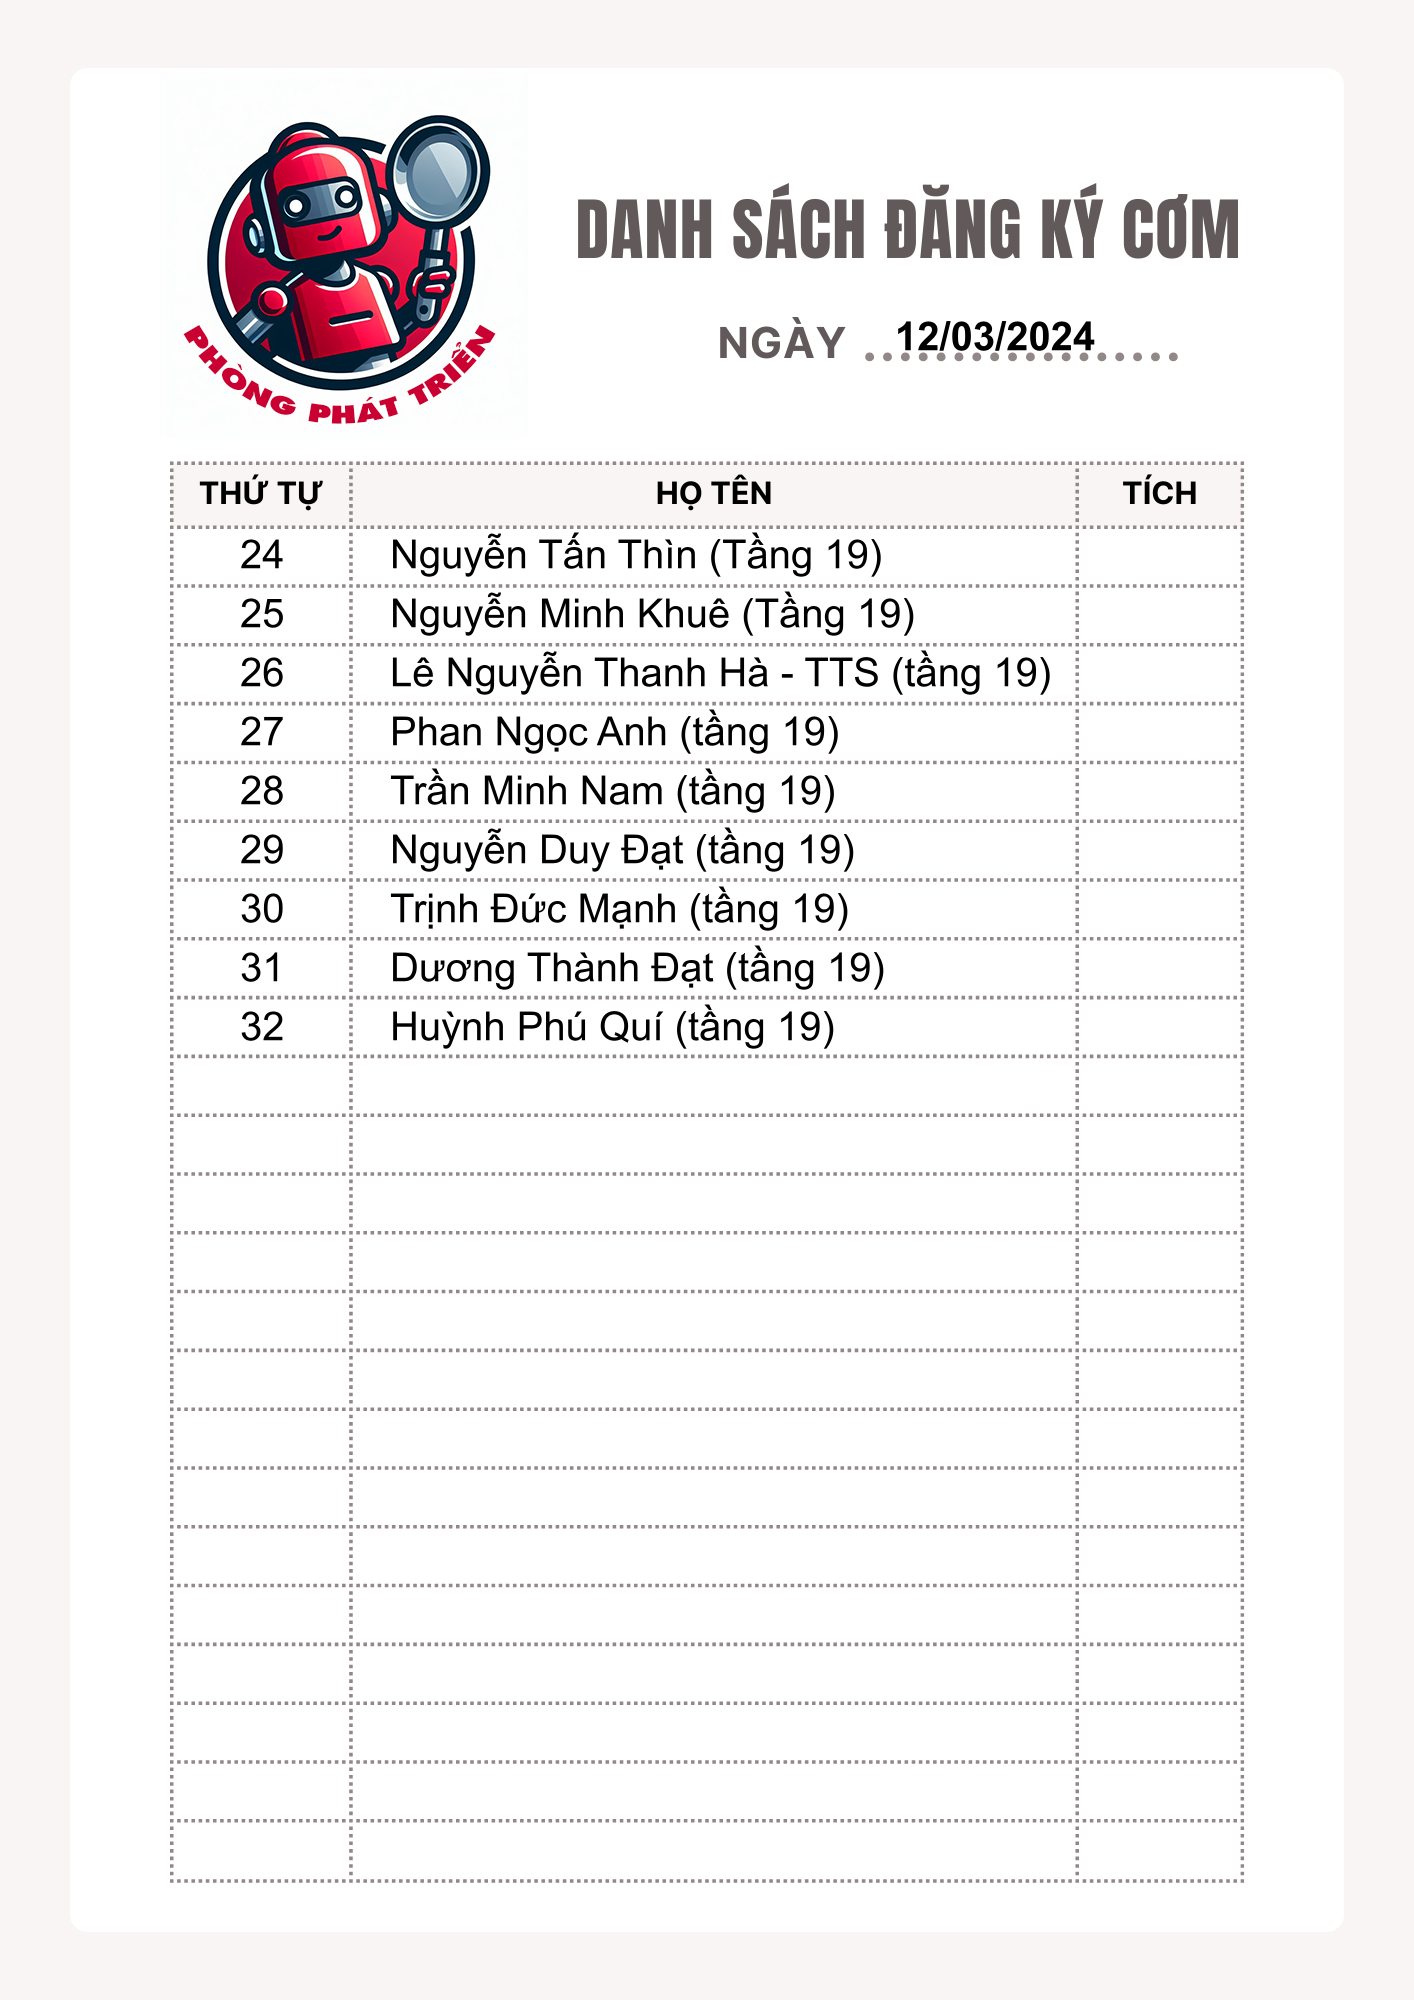 PHÒNG PHÁT TRIỂN
DANH SÁCH ĐĂNG KÝ CƠM
NGÀY 12/03/2024
THỨ TỰ HỌ TÊN TÍCH
24 Nguyễn Tấn Thìn (Tầng 19)
25 Nguyễn Minh Khuê (Tầng 19)
26 Lê Nguyễn Thanh Hà - TTS (tầng 19)
27 Phan Ngọc Anh (tầng 19)
28 Trần Minh Nam (tầng 19)
29 Nguyễn Duy Đạt (tầng 19)
30 Trịnh Đức Mạnh (tầng 19)
31 Dương Thành Đạt (tầng 19)
32 Huỳnh Phú Quí (tầng 19)